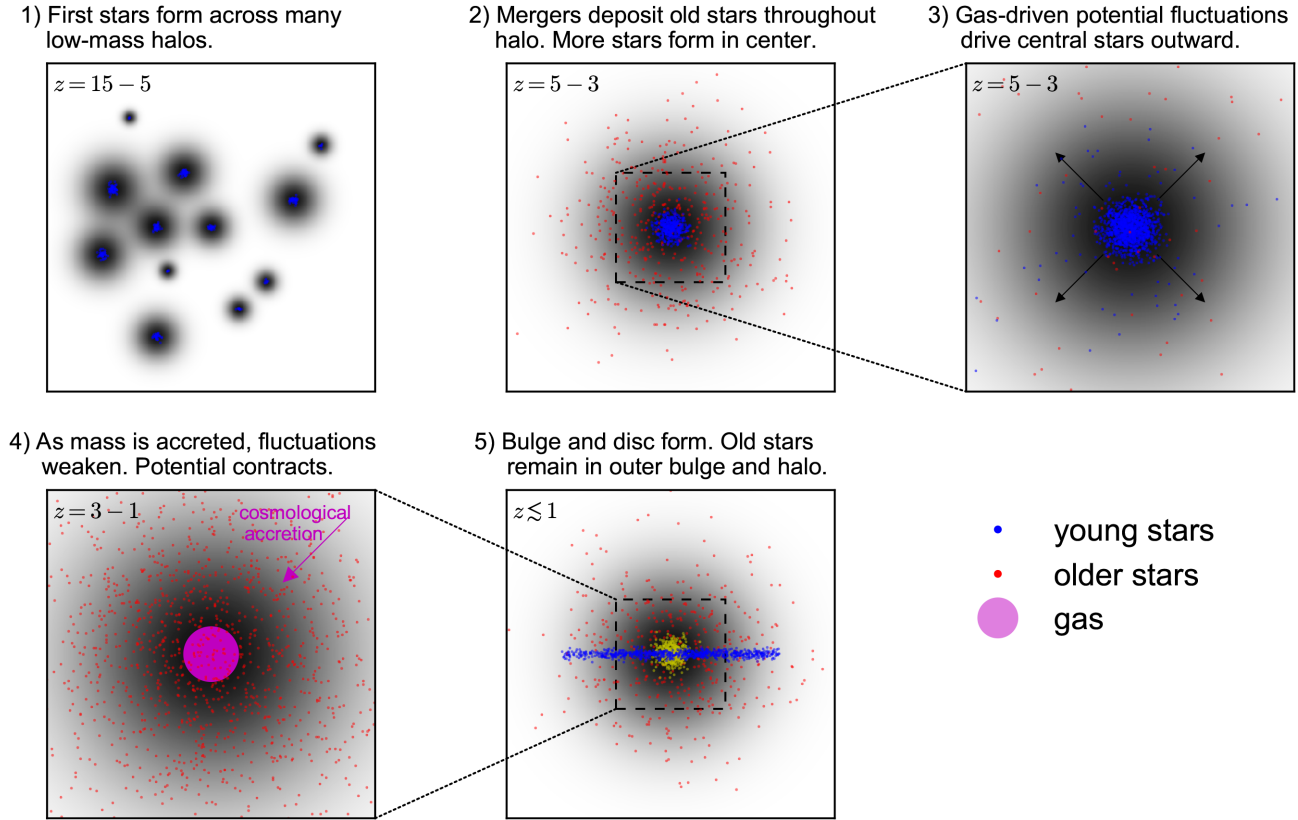 1) First stars form across many
low-mass halos.
z = 15 − 5
2) Mergers deposit old stars throughout
halo. More stars form in center.
z = 5 − 3
3) Gas-driven potential fluctuations
drive central stars outward.
z = 5 − 3
4) As mass is accreted, fluctuations
weaken. Potential contracts.
z = 3 − 1
cosmological
accretion
5) Bulge and disc form. Old stars
remain in outer bulge and halo.
z ≲ 1
young stars
older stars
gas